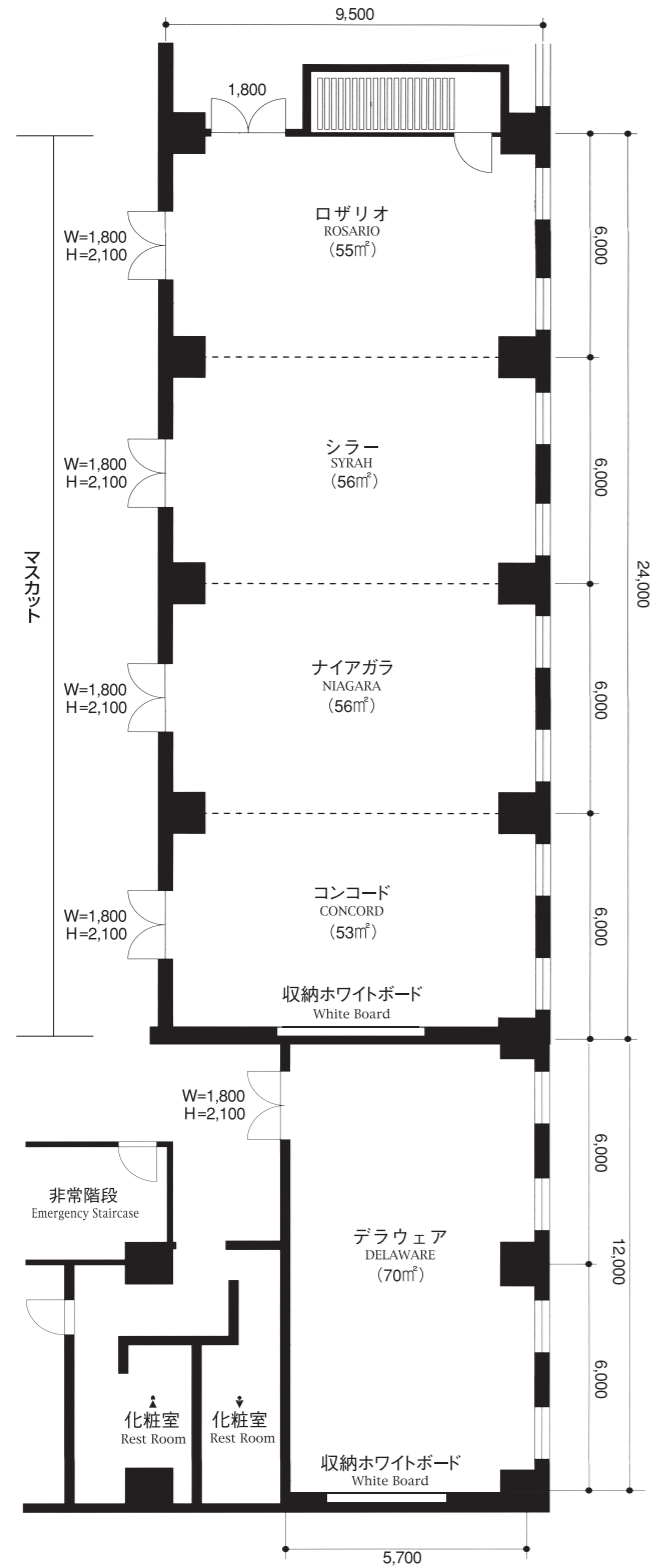 9,500
1,800
ロザリオ
ROSARIO
（55㎡）
W=1,800
H=2,100
6,000
シラー
SYRAH
（56㎡）
W=1,800
H=2,100
6,000
マスカット
24,000
ナイアガラ
NIAGARA
（56㎡）
W=1,800
H=2,100
6,000
コンコード
CONCORD
（53㎡）
W=1,800
H=2,100
6,000
収納ホワイトボード
White Board
W=1,800
H=2,100
6,000
非常階段
Emergency Staircase
デラウェア
DELAWARE
（70㎡）
12,000
6,000
化粧室
Rest Room
化粧室
Rest Room
収納ホワイトボード
White Board
5,700